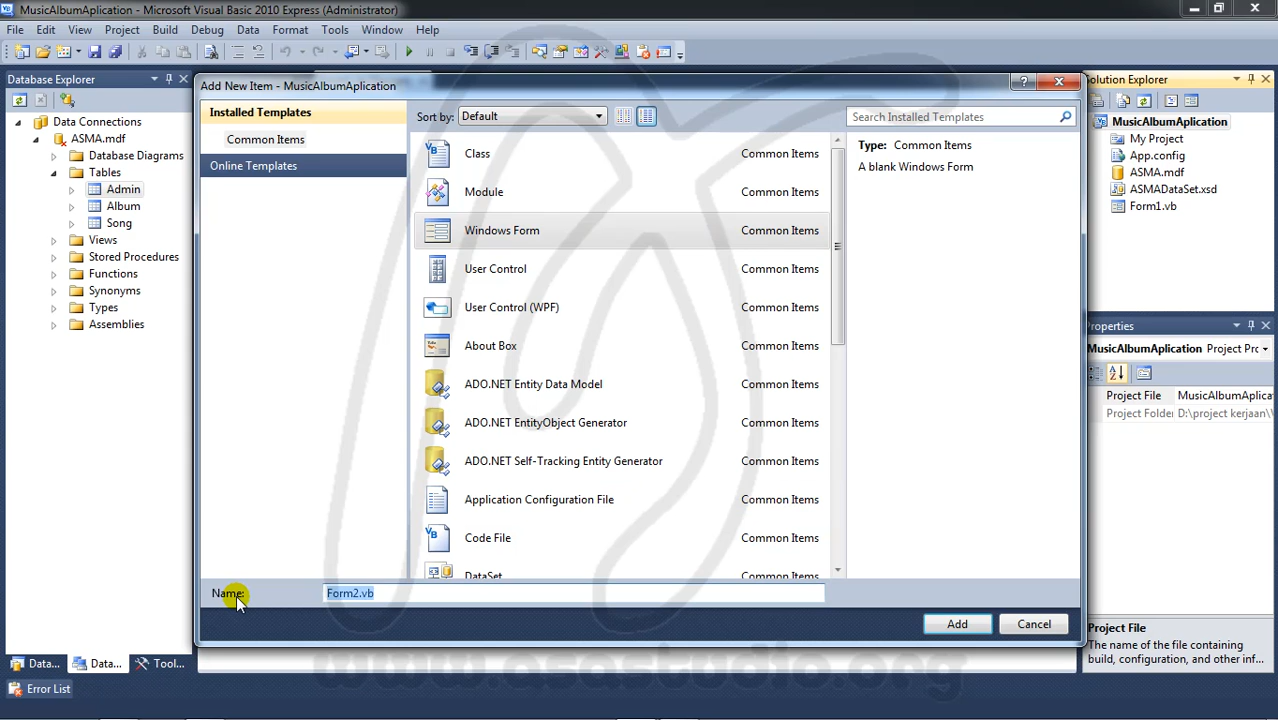 MusicAlbumAplication - Microsoft Visual Basic 2010 Express (Administrator)
File Edit View Project Build Debug Data Format Tools Window Help
Database Explorer
Data Connections
ASMA.mdf
Database Diagrams
Tables
Admin
Album
Song
Views
Stored Procedures
Functions
Synonyms
Types
Assemblies
Data...
Data...
Tool...
Error List
Add New Item - MusicAlbumAplication
Installed Templates
Common Items
Online Templates
Sort by: Default
Search Installed Templates
Class Common Items
Module Common Items
Windows Form Common Items
User Control Common Items
User Control (WPF) Common Items
About Box Common Items
ADO.NET Entity Data Model Common Items
ADO.NET EntityObject Generator Common Items
ADO.NET Self-Tracking Entity Generator Common Items
Application Configuration File Common Items
Code File Common Items
DataSet Common Items
Type: Common Items
A blank Windows Form
Name: Form2.vb
Add Cancel
Solution Explorer
MusicAlbumAplication
My Project
App.config
ASMA.mdf
ASMADataSet.xsd
Form1.vb
Properties
MusicAlbumAplication Project Prc
Project File MusicAlbumAplicat
Project Folder D:\project kerjaan\
Project File
The name of the file containing
build, configuration, and other inf...
www.asastudio.org